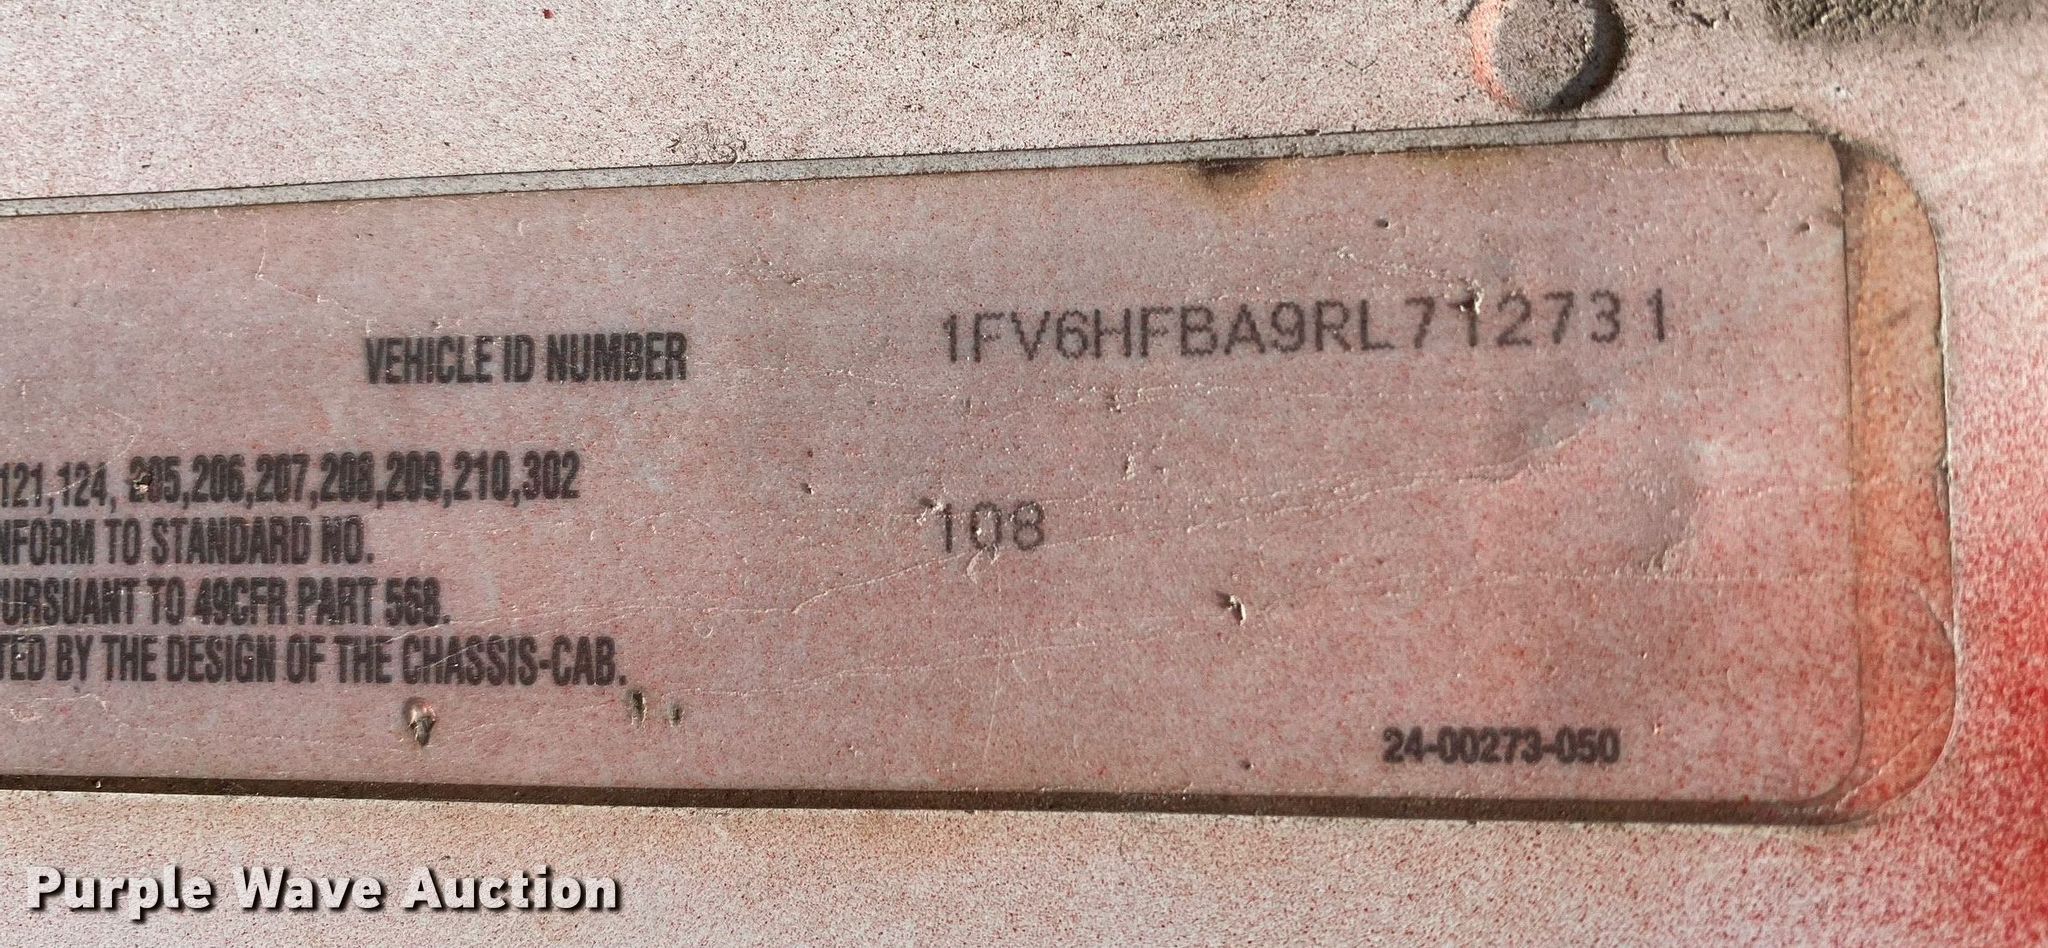 VEHICLE ID NUMBER 1FV6HFBA9RL712731
121,124, 205,206,207,208,209,210,302
NFORM TO STANDARD NO. 108
URSUANT TO 49CFR PART 568.
TED BY THE DESIGN OF THE CHASSIS-CAB.
24-00273-050
Purple Wave Auction